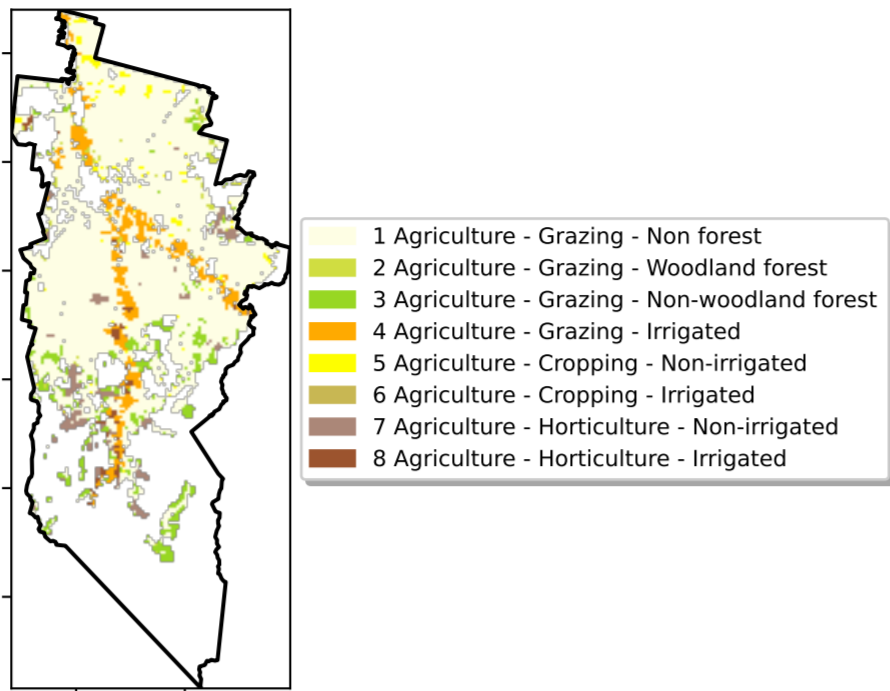 1 Agriculture - Grazing - Non forest
2 Agriculture - Grazing - Woodland forest
3 Agriculture - Grazing - Non-woodland forest
4 Agriculture - Grazing - Irrigated
5 Agriculture - Cropping - Non-irrigated
6 Agriculture - Cropping - Irrigated
7 Agriculture - Horticulture - Non-irrigated
8 Agriculture - Horticulture - Irrigated